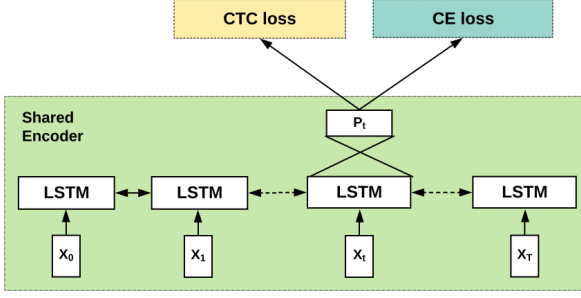 CTC loss
CE loss
Shared
Encoder
Pt
LSTM
LSTM
LSTM
LSTM
X0
X1
Xt
XT